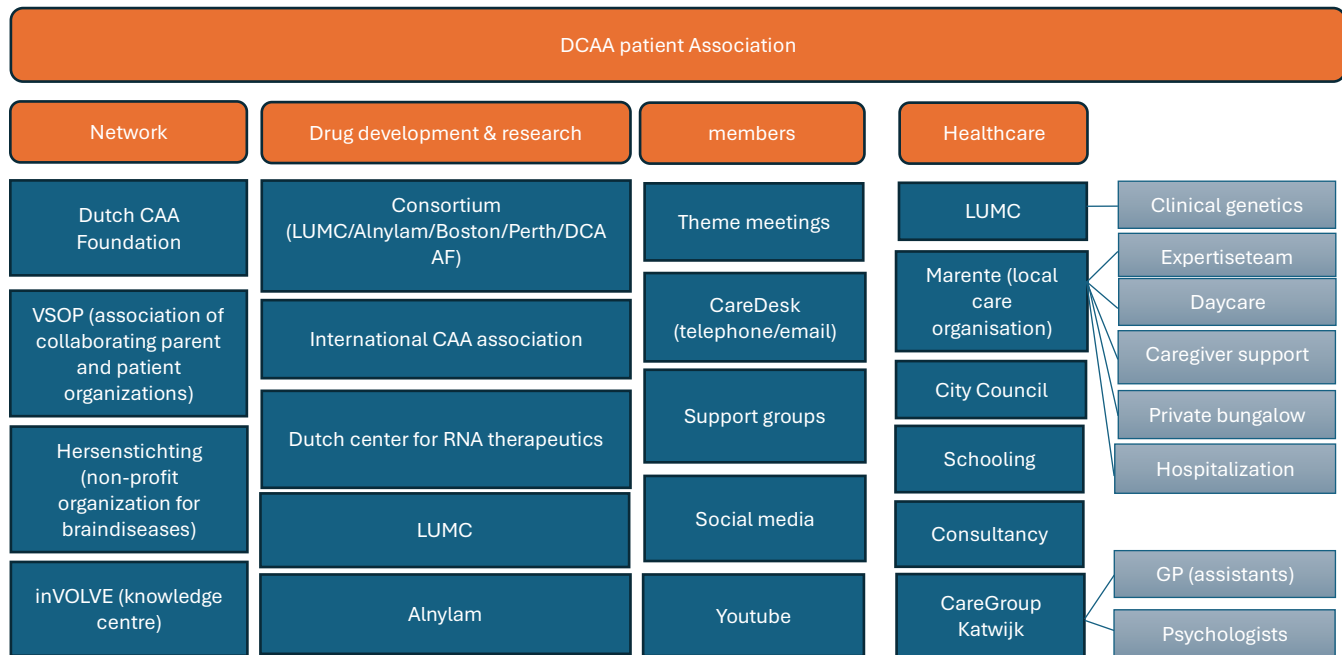 DCAA patient Association
Network
Drug development & research
members
Healthcare
Dutch CAA
Foundation
VSOP (association of
collaborating parent
and patient
organizations)
Hersenstichting
(non-profit
organization for
braindiseases)
inVOLVE (knowledge
centre)
Consortium
(LUMC/Alnylam/Boston/Perth/DCA
AF)
International CAA association
Dutch center for RNA therapeutics
LUMC
Alnylam
Theme meetings
CareDesk
(telephone/email)
Support groups
Social media
Youtube
LUMC
Marente (local
care
organisation)
City Council
Schooling
Consultancy
CareGroup
Katwijk
Clinical genetics
Expertiseteam
Daycare
Caregiver support
Private bungalow
Hospitalization
GP (assistants)
Psychologists